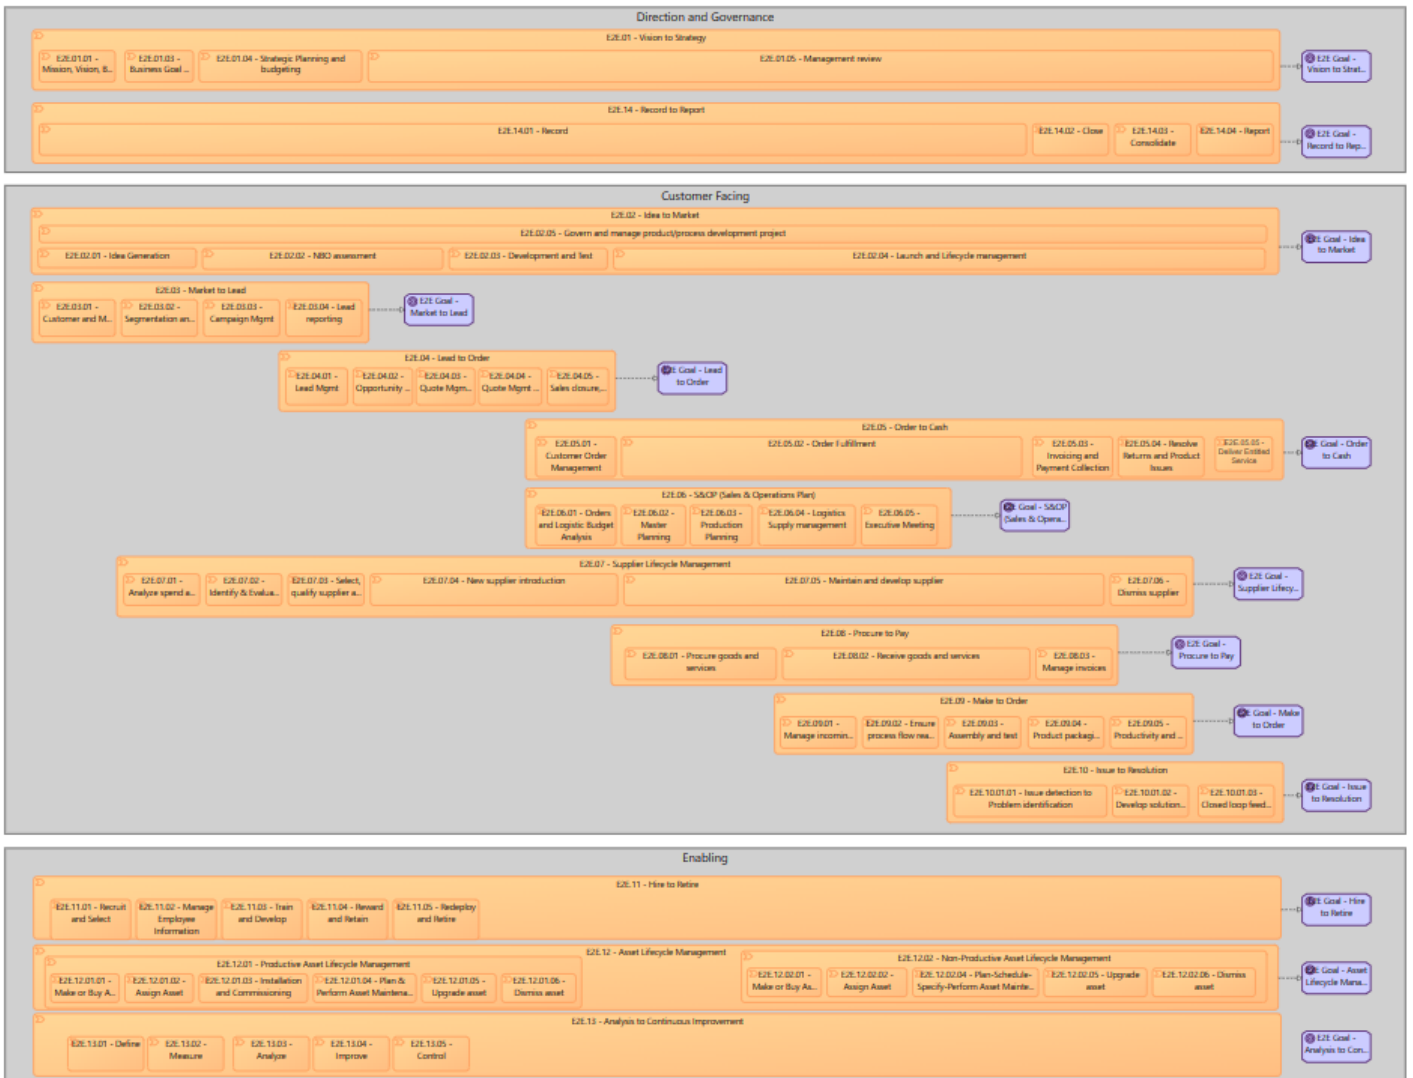 Direction and Governance
E2E.01 - Vision to Strategy
E2E.01.01 -
Mission, Vision, B...
E2E.01.03 -
Business Goal ...
E2E.01.04 - Strategic Planning and
budgeting
E2E.01.05 - Management review
E2E Goal -
Vision to Strat...
E2E.14 - Record to Report
E2E.14.01 - Record
E2E.14.02 - Close
E2E.14.03 -
Consolidate
E2E.14.04 - Report
E2E Goal -
Record to Rep...
Customer Facing
E2E.02 - Idea to Market
E2E.02.05 - Govern and manage product/process development project
E2E.02.01 - Idea Generation
E2E.02.02 - NBO assessment
E2E.02.03 - Development and Test
E2E.02.04 - Launch and Lifecycle management
E2E Goal - Idea
to Market
E2E.03 - Market to Lead
E2E.03.01 -
Customer and M...
E2E.03.02 -
Segmentation an...
E2E.03.03 -
Campaign Mgmt
E2E.03.04 - Lead
reporting
E2E Goal -
Market to Lead
E2E.04 - Lead to Order
E2E.04.01 -
Lead Mgmt
E2E.04.02 -
Opportunity ...
E2E.04.03 -
Quote Mgm...
E2E.04.04 -
Quote Mgmt ...
E2E.04.05 -
Sales closure,...
E2E Goal - Lead
to Order
E2E.05 - Order to Cash
E2E.05.01 -
Customer Order
Management
E2E.05.02 - Order Fulfillment
E2E.05.03 -
Invoicing and
Payment Collection
E2E.05.04 - Resolve
Returns and Product
Issues
E2E.05.05 -
Deliver Entitled
Service
E2E Goal - Order
to Cash
E2E.06 - S&OP (Sales & Operations Plan)
E2E.06.01 - Orders
and Logistic Budget
Analysis
E2E.06.02 -
Master
Planning
E2E.06.03 -
Production
Planning
E2E.06.04 - Logistics
Supply management
E2E.06.05 -
Executive Meeting
E2E Goal - S&OP
(Sales & Opera...
E2E.07 - Supplier Lifecycle Management
E2E.07.01 -
Analyze spend a...
E2E.07.02 -
Identify & Evalua...
E2E.07.03 - Select,
qualify supplier a...
E2E.07.04 - New supplier introduction
E2E.07.05 - Maintain and develop supplier
E2E.07.06 -
Dismiss supplier
E2E Goal -
Supplier Lifecy...
E2E.08 - Procure to Pay
E2E.08.01 - Procure goods and
services
E2E.08.02 - Receive goods and services
E2E.08.03 -
Manage invoices
E2E Goal -
Procure to Pay
E2E.09 - Make to Order
E2E.09.01 -
Manage incomin...
E2E.09.02 - Ensure
process flow rea...
E2E.09.03 -
Assembly and test
E2E.09.04 -
Product packagi...
E2E.09.05 -
Productivity and ...
E2E Goal - Make
to Order
E2E.10 - Issue to Resolution
E2E.10.01.01 - Issue detection to
Problem identification
E2E.10.01.02 -
Develop solution...
E2E.10.01.03 -
Closed loop feed...
E2E Goal - Issue
to Resolution
Enabling
E2E.11 - Hire to Retire
E2E.11.01 - Recruit
and Select
E2E.11.02 - Manage
Employee
Information
E2E.11.03 - Train
and Develop
E2E.11.04 - Reward
and Retain
E2E.11.05 - Redeploy
and Retire
E2E Goal - Hire
to Retire
E2E.12 - Asset Lifecycle Management
E2E.12.01 - Productive Asset Lifecycle Management
E2E.12.01.01 -
Make or Buy A...
E2E.12.01.02 -
Assign Asset
E2E.12.01.03 - Installation
and Commissioning
E2E.12.01.04 - Plan &
Perform Asset Maintena...
E2E.12.01.05 -
Upgrade asset
E2E.12.01.06 -
Dismiss asset
E2E.12.02 - Non-Productive Asset Lifecycle Management
E2E.12.02.01 -
Make or Buy As...
E2E.12.02.02 -
Assign Asset
E2E.12.02.04 - Plan-Schedule-
Specify-Perform Asset Mainte...
E2E.12.02.05 - Upgrade
asset
E2E.12.02.06 - Dismiss
asset
E2E Goal - Asset
Lifecycle Mana...
E2E.13 - Analysis to Continuous Improvement
E2E.13.01 - Define
E2E.13.02 -
Measure
E2E.13.03 -
Analyze
E2E.13.04 -
Improve
E2E.13.05 -
Control
E2E Goal -
Analysis to Con...